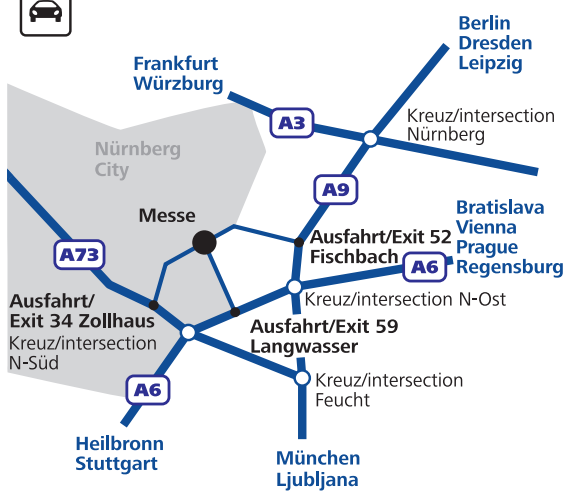 Berlin
Dresden
Leipzig
Frankfurt
Würzburg
A3
Kreuz/intersection
Nürnberg
Nürnberg
City
A9
Messe
Bratislava
Vienna
Prague
Regensburg
A73
Ausfahrt/Exit 52
Fischbach
A6
Ausfahrt/
Exit 34 Zollhaus
Kreuz/intersection
N-Süd
Kreuz/intersection N-Ost
Ausfahrt/Exit 59
Langwasser
A6
Kreuz/intersection
Feucht
Heilbronn
Stuttgart
München
Ljubljana